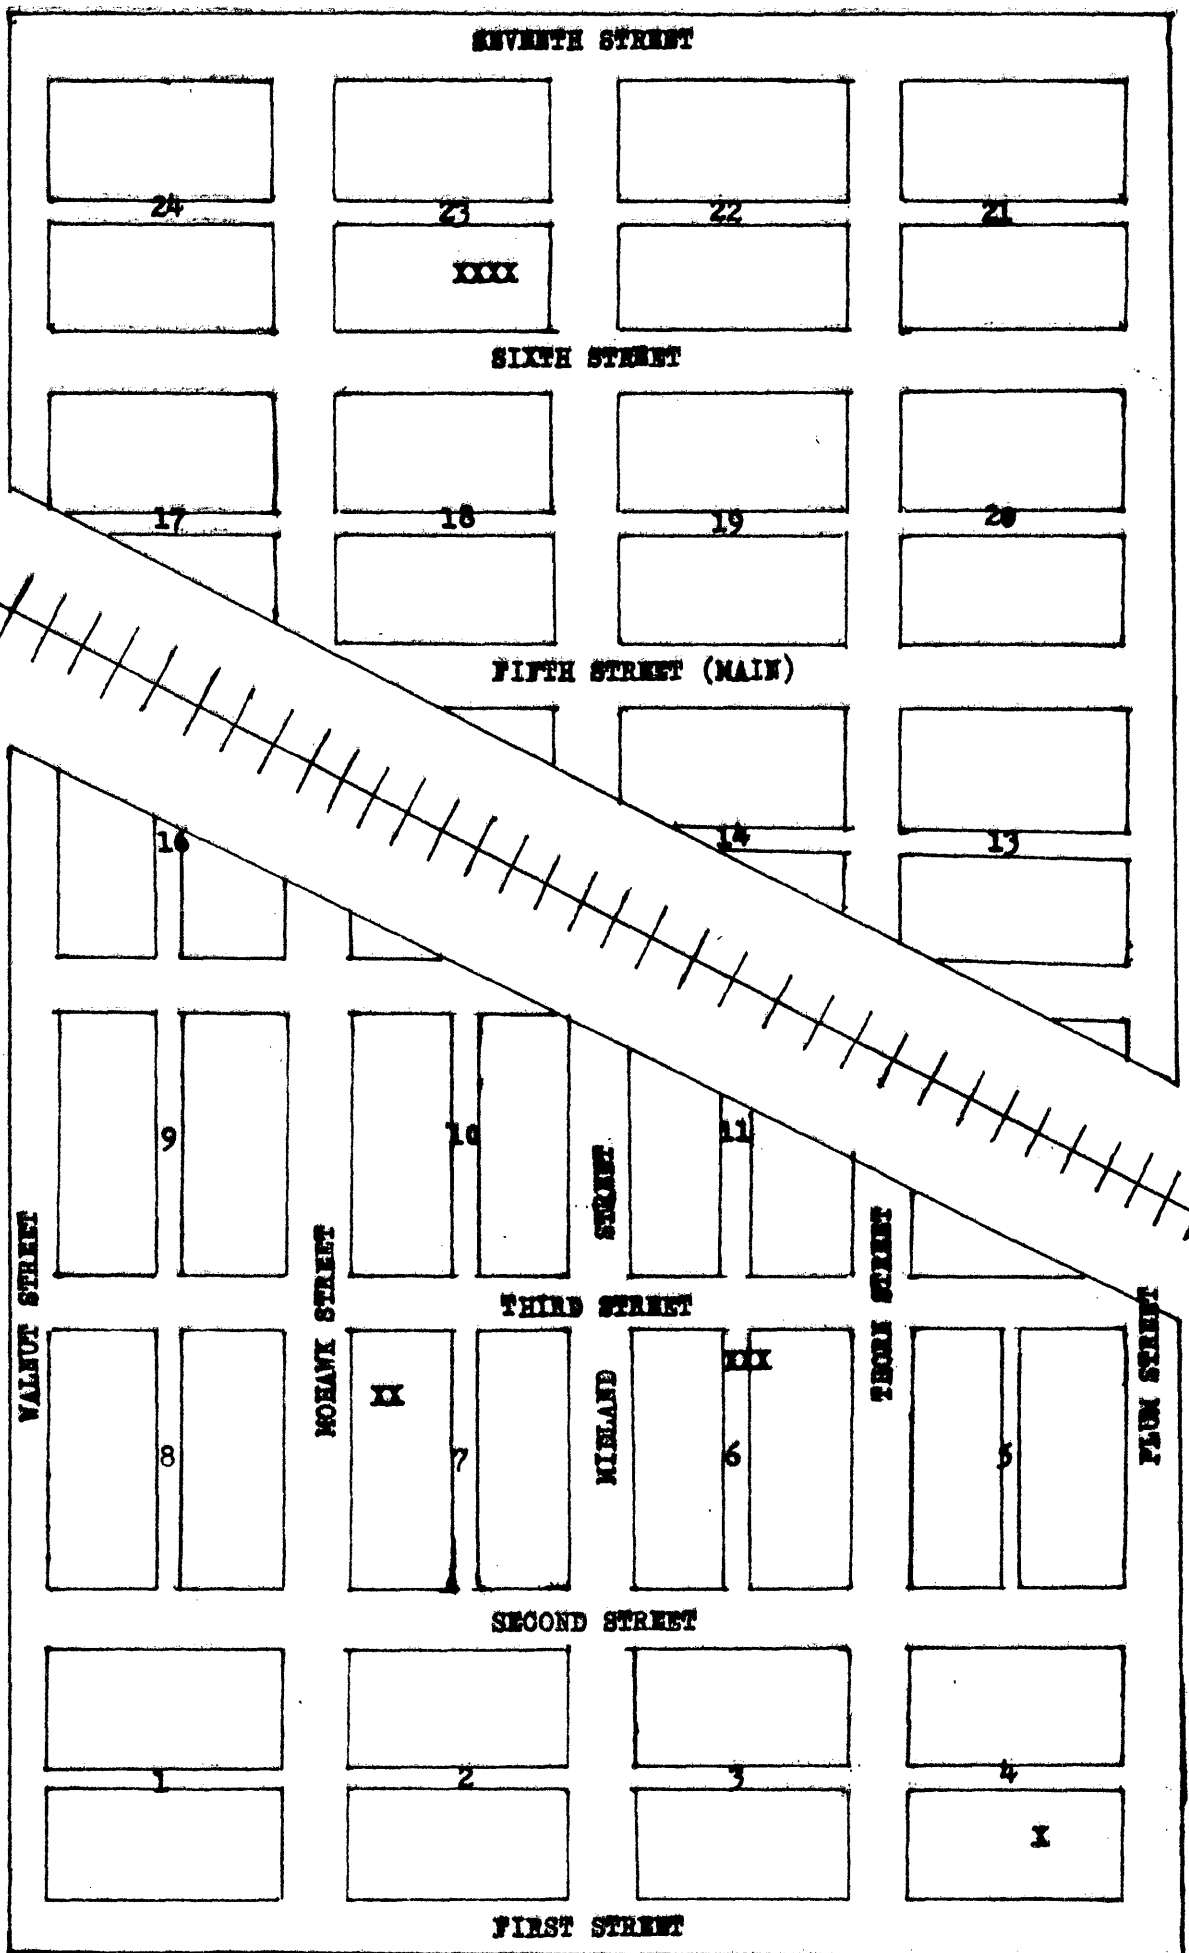 SEVENTH STREET
24 23 22 21
XXXX
SIXTH STREET
17 18 19 20
FIFTH STREET (MAIN)
16 14 13
9 10 11
WALNUT STREET
MOHAWK STREET
MIDLAND STREET
THORN STREET
PLUM STREET
THIRD STREET
XX XXX
8 7 6 5
SECOND STREET
1 2 3 4
X
FIRST STREET